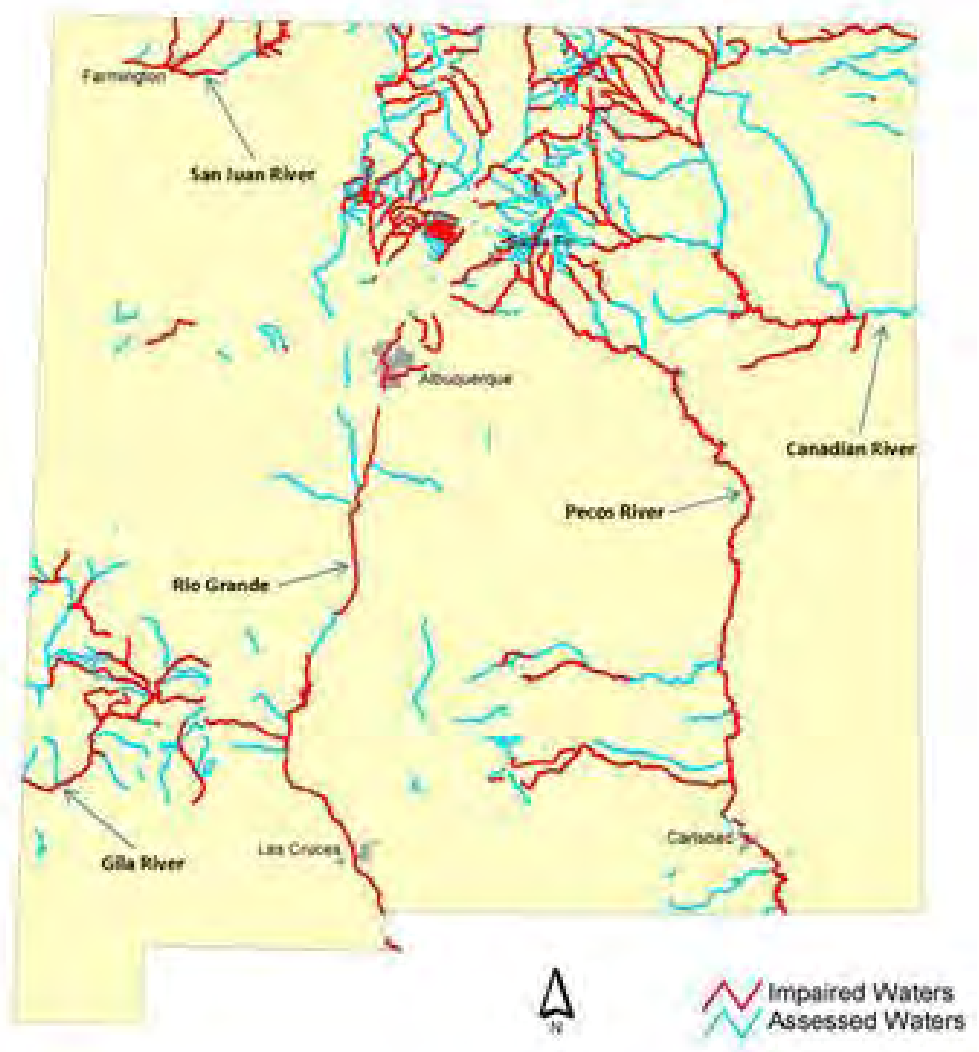 Farmington
San Juan River
Albuquerque
Canadian River
Pecos River
Rio Grande
Las Cruces
Carlsbad
Gila River
N
Impaired Waters
Assessed Waters